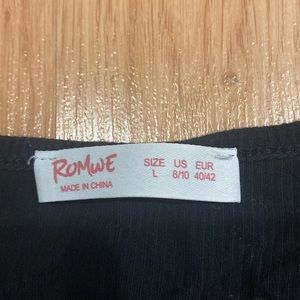 ROMWE
MADE IN CHINA
SIZE US EUR
L 8/10 40/42